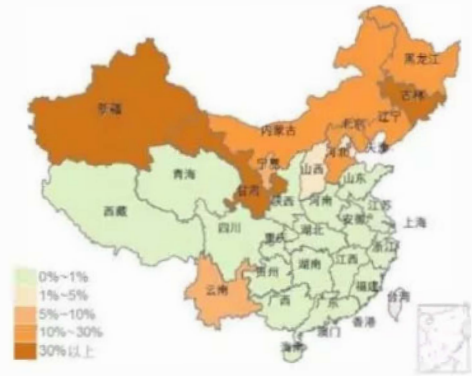 黑龙江
吉林
新疆
辽宁
内蒙古
北京
天津
河北
宁夏
山西
青海
山东
甘肃
陕西
河南
江苏
西藏
安徽
上海
四川
湖北
重庆
浙江
湖南
江西
贵州
福建
云南
台湾
广西
广东
香港
澳门
海南
0%~1%
1%~5%
5%~10%
10%~30%
30%以上